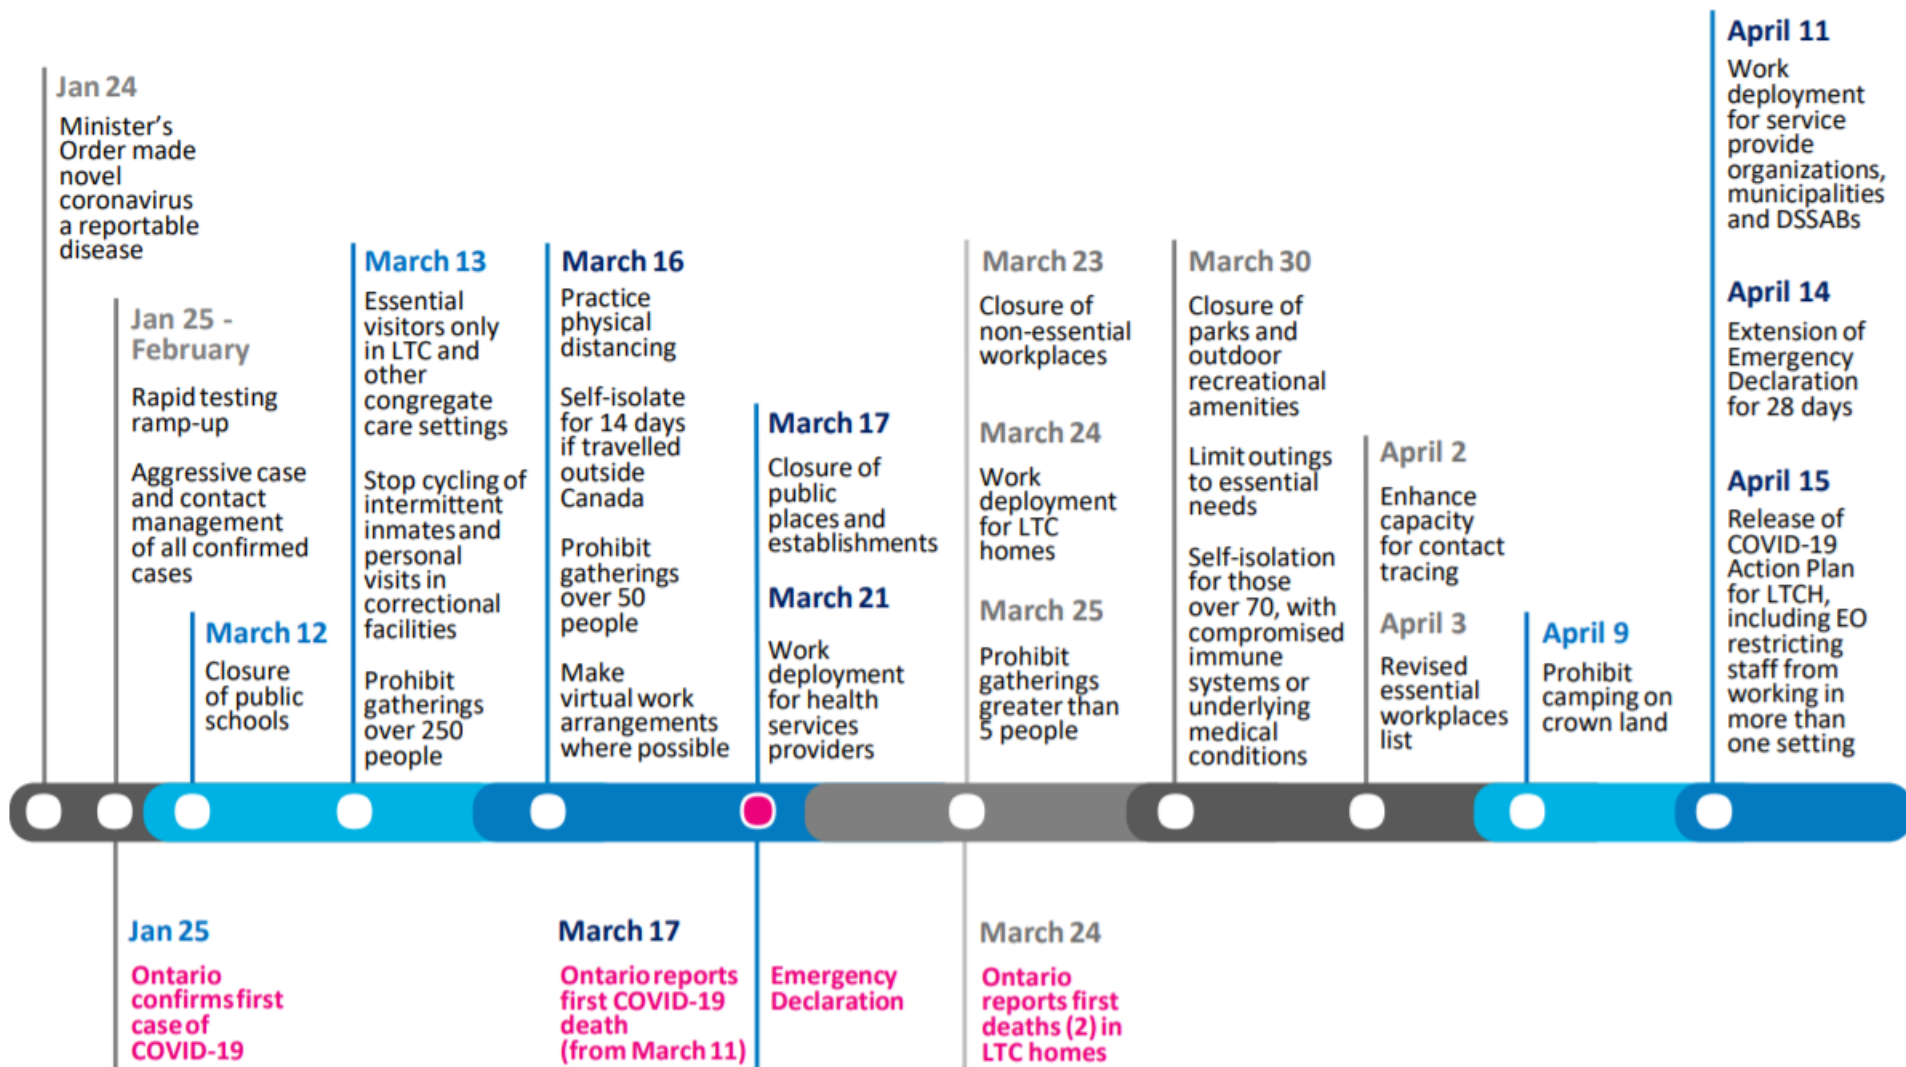 Jan 24
Minister's
Order made
novel
coronavirus
a reportable
disease
Jan 25 -
February
Rapid testing
ramp-up
Aggressive case
and contact
management
of all confirmed
cases
March 12
Closure
of public
schools
March 13
Essential
visitors only
in LTC and
other
congregate
care settings
Stop cycling of
intermittent
inmates and
personal
visits in
correctional
facilities
Prohibit
gatherings
over 250
people
March 16
Practice
physical
distancing
Self-isolate
for 14 days
if travelled
outside
Canada
Prohibit
gatherings
over 50
people
Make
virtual work
arrangements
where possible
March 17
Closure of
public
places and
establishments
March 21
Work
deployment
for health
services
providers
March 23
Closure of
non-essential
workplaces
March 24
Work
deployment
for LTC
homes
March 25
Prohibit
gatherings
greater than
5 people
March 30
Closure of
parks and
outdoor
recreational
amenities
Limit outings
to essential
needs
Self-isolation
for those
over 70, with
compromised
immune
systems or
underlying
medical
conditions
April 2
Enhance
capacity
for contact
tracing
April 3
Revised
essential
workplaces
list
April 9
Prohibit
camping on
crown land
April 11
Work
deployment
for service
provide
organizations,
municipalities
and DSSABs
April 14
Extension of
Emergency
Declaration
for 28 days
April 15
Release of
COVID-19
Action Plan
for LTCH,
including EO
restricting
staff from
working in
more than
one setting
Jan 25
Ontario
confirms first
case of
COVID-19
March 17
Ontario reports
first COVID-19
death
(from March 11)
Emergency
Declaration
March 24
Ontario
reports first
deaths (2) in
LTC homes